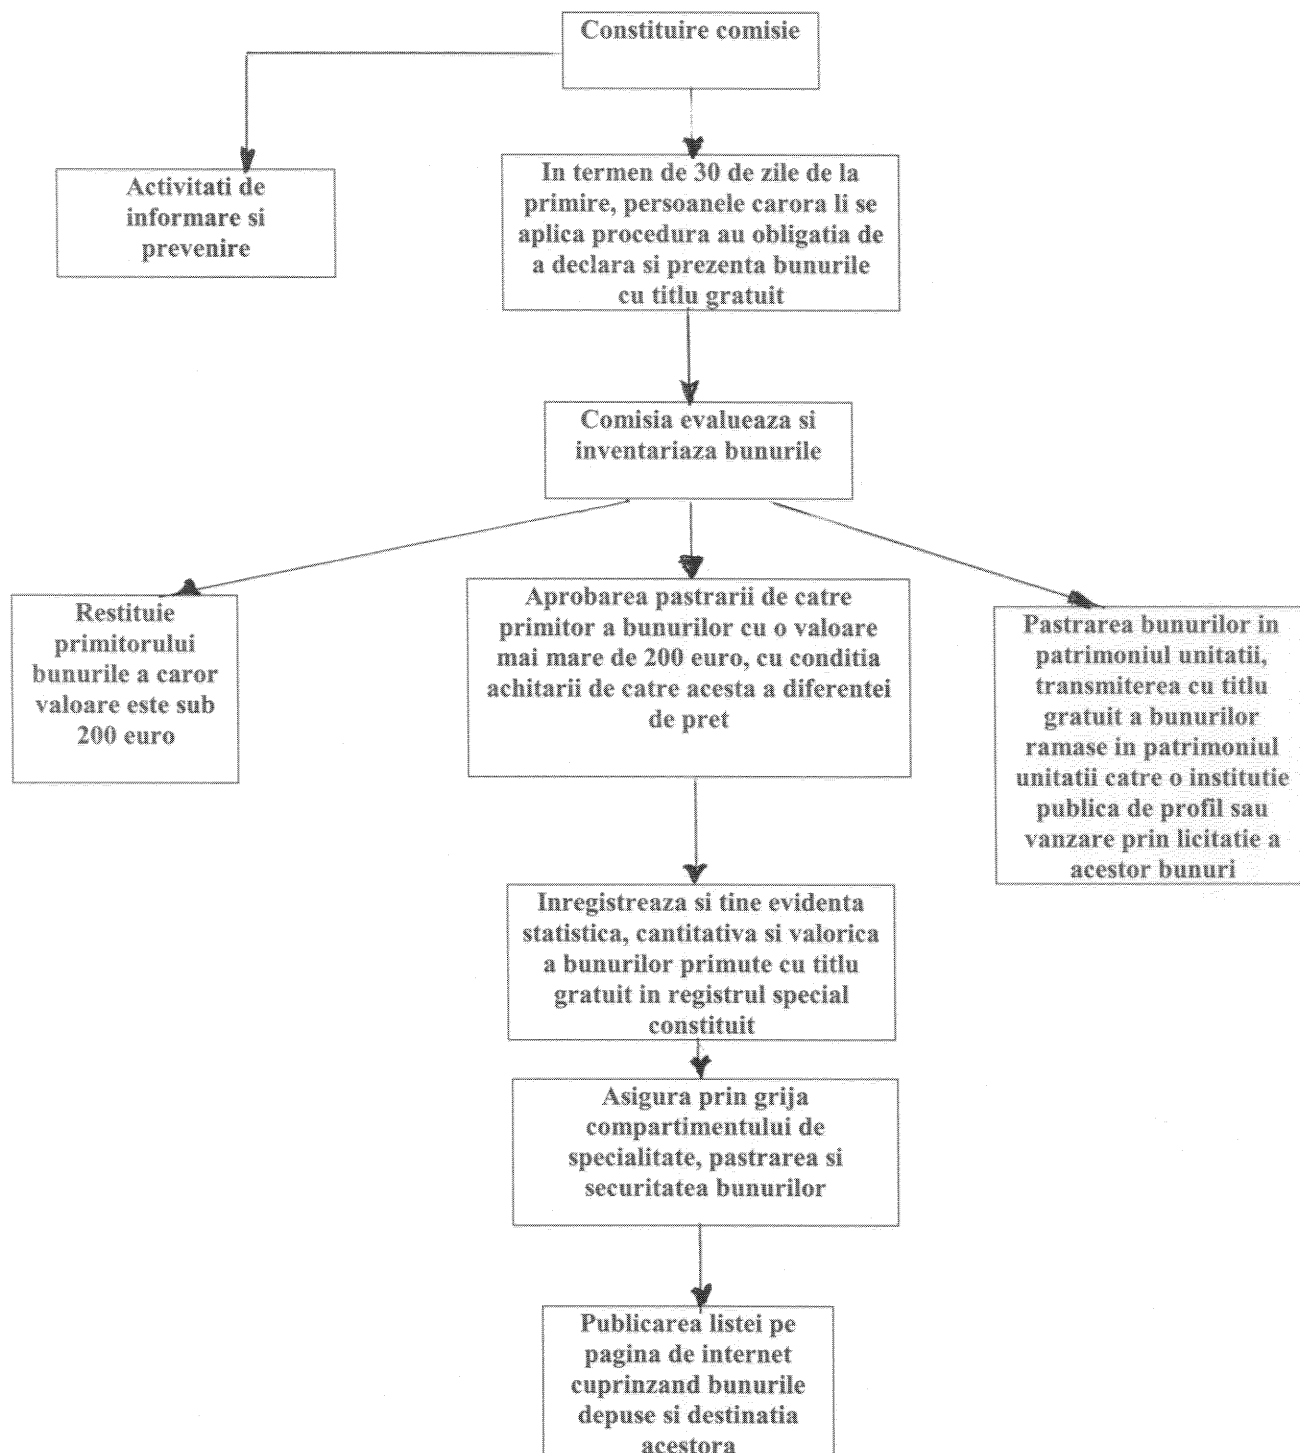 Constituire comisie
Activitati de
informare si
prevenire
In termen de 30 de zile de la
primire, persoanele carora li se
aplica procedura au obligatia de
a declara si prezenta bunurile
cu titlu gratuit
Comisia evalueaza si
inventariaza bunurile
Restituie
primitorului
bunurile a caror
valoare este sub
200 euro
Aprobarea pastrarii de catre
primitor a bunurilor cu o valoare
mai mare de 200 euro, cu conditia
achitarii de catre acesta a diferentei
de pret
Pastrarea bunurilor in
patrimoniul unitatii,
transmiterea cu titlu
gratuit a bunurilor
ramase in patrimoniul
unitatii catre o institutie
publica de profil sau
vanzare prin licitatie a
acestor bunuri
Inregistreaza si tine evidenta
statistica, cantitativa si valorica
a bunurilor primute cu titlu
gratuit in registrul special
constituit
Asigura prin grija
compartimentului de
specialitate, pastrarea si
securitatea bunurilor
Publicarea listei pe
pagina de internet
cuprinzand bunurile
depuse si destinatia
acestora